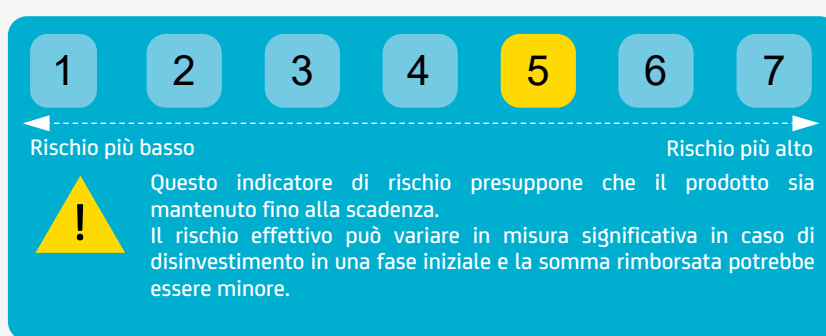 1 2 3 4 5 6 7
Rischio più basso Rischio più alto
Questo indicatore di rischio presuppone che il prodotto sia
mantenuto fino alla scadenza.
Il rischio effettivo può variare in misura significativa in caso di
disinvestimento in una fase iniziale e la somma rimborsata potrebbe
essere minore.
!